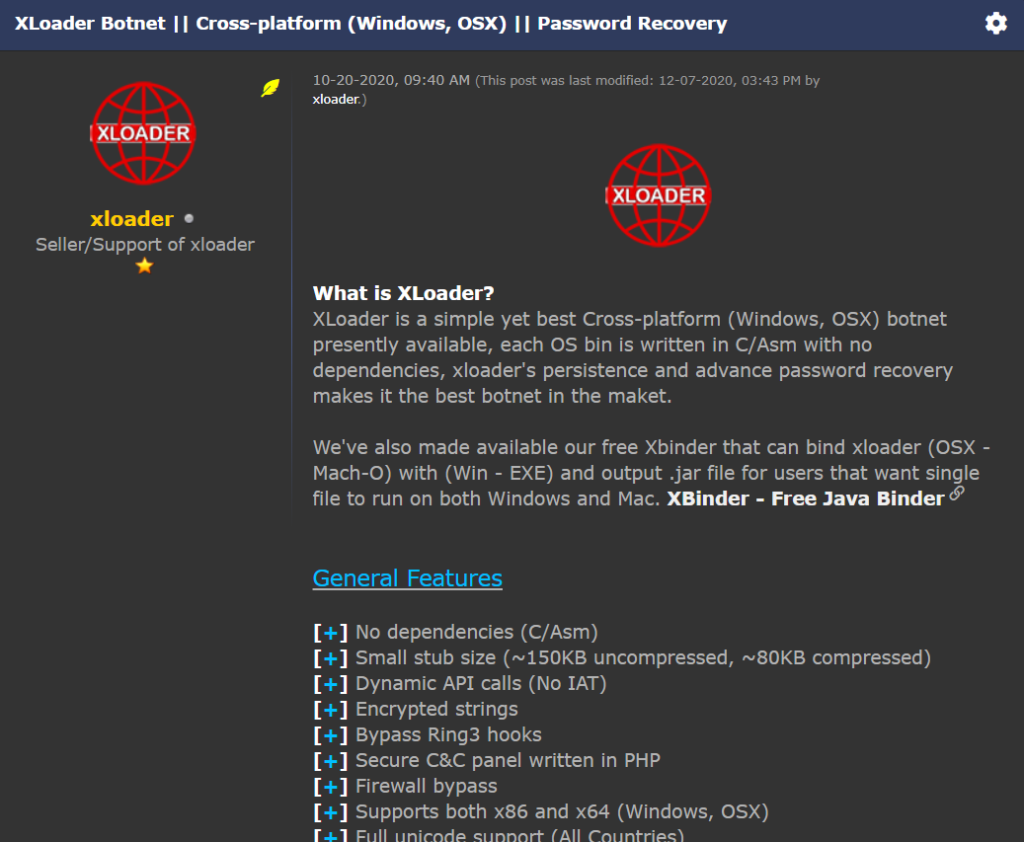 XLoader Botnet || Cross-platform (Windows, OSX) || Password Recovery
XLOADER
xloader
Seller/Support of xloader
10-20-2020, 09:40 AM (This post was last modified: 12-07-2020, 03:43 PM by
xloader.)
XLOADER
What is XLoader?
XLoader is a simple yet best Cross-platform (Windows, OSX) botnet
presently available, each OS bin is written in C/Asm with no
dependencies, xloader's persistence and advance password recovery
makes it the best botnet in the maket.
We've also made available our free Xbinder that can bind xloader (OSX -
Mach-O) with (Win - EXE) and output .jar file for users that want single
file to run on both Windows and Mac. XBinder - Free Java Binder
General Features
[+] No dependencies (C/Asm)
[+] Small stub size (~150KB uncompressed, ~80KB compressed)
[+] Dynamic API calls (No IAT)
[+] Encrypted strings
[+] Bypass Ring3 hooks
[+] Secure C&C panel written in PHP
[+] Firewall bypass
[+] Supports both x86 and x64 (Windows, OSX)
[+] Full unicode support (All Countries)